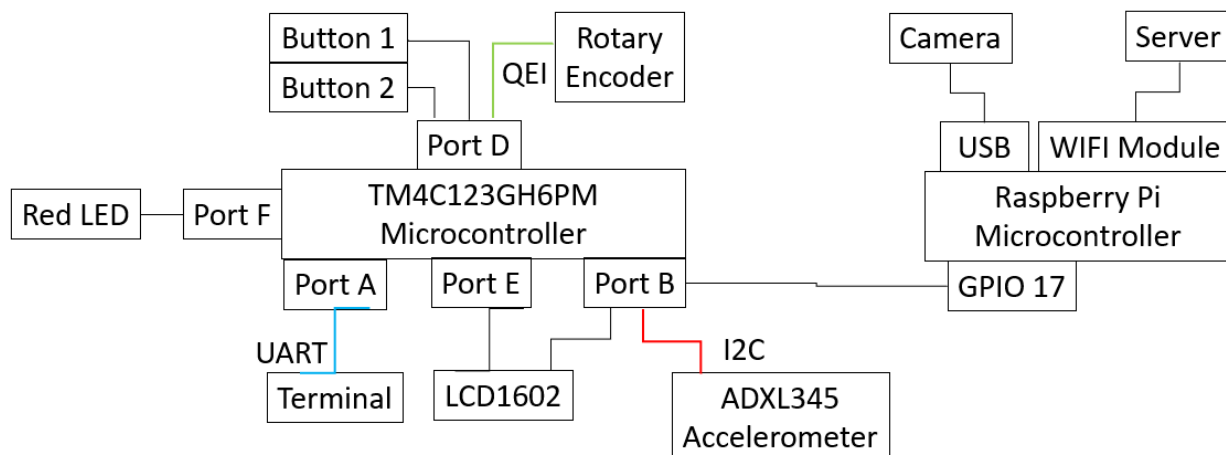 Button 1
Button 2
QEI
Rotary
Encoder
Camera
Server
Port D
USB
WIFI Module
Red LED
Port F
TM4C123GH6PM
Microcontroller
Raspberry Pi
Microcontroller
Port A
Port E
Port B
GPIO 17
UART
I2C
Terminal
LCD1602
ADXL345
Accelerometer